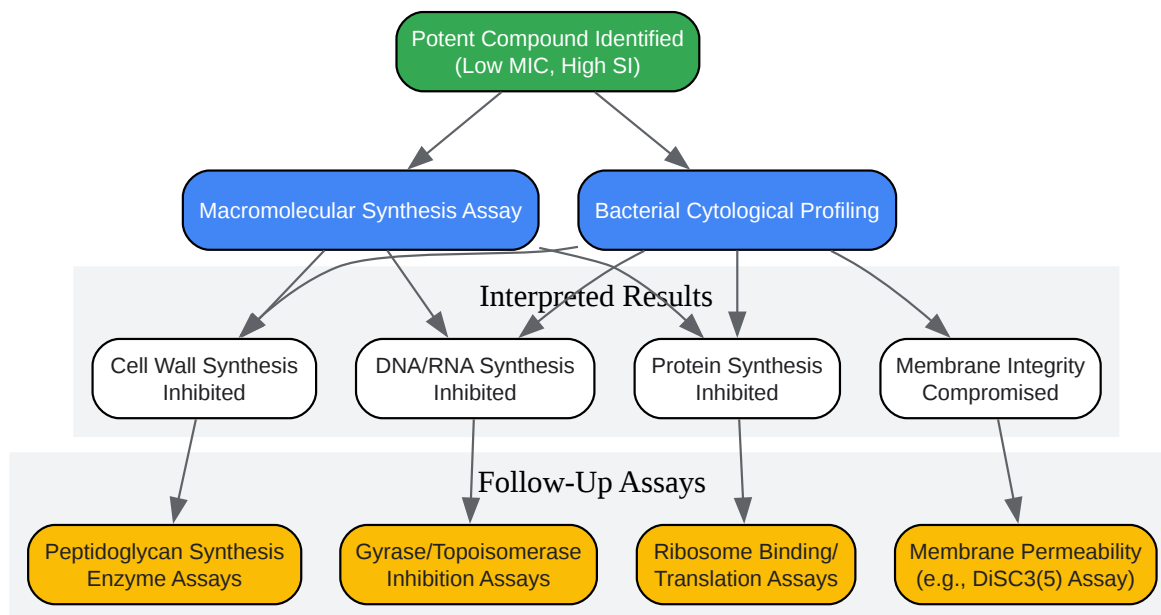 Potent Compound Identified
(Low MIC, High SI)
Macromolecular Synthesis Assay
Bacterial Cytological Profiling
Interpreted Results
Cell Wall Synthesis
Inhibited
DNA/RNA Synthesis
Inhibited
Protein Synthesis
Inhibited
Membrane Integrity
Compromised
Follow-Up Assays
Peptidoglycan Synthesis
Enzyme Assays
Gyrase/Topoisomerase
Inhibition Assays
Ribosome Binding/
Translation Assays
Membrane Permeability
(e.g., DiSC3(5) Assay)